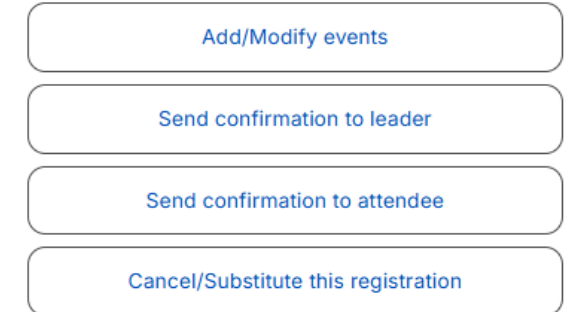 Add/Modify events
Send confirmation to leader
Send confirmation to attendee
Cancel/Substitute this registration